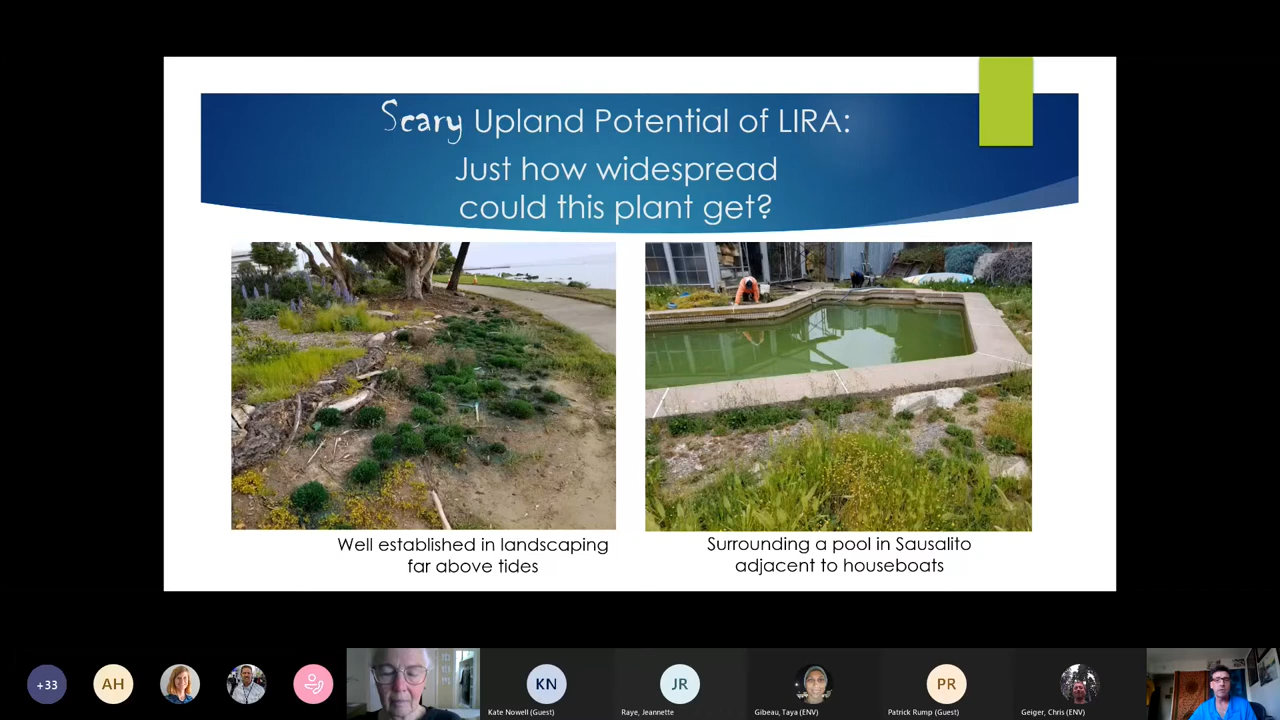 Scary Upland Potential of LIRA:
Just how widespread
could this plant get?
Well established in landscaping
far above tides
Surrounding a pool in Sausalito
adjacent to houseboats
+33
AH
KN
JR
PR
Kate Nowell (Guest)
Raye, Jeannette
Gibeau, Taya (ENV)
Patrick Rump (Guest)
Geiger, Chris (ENV)